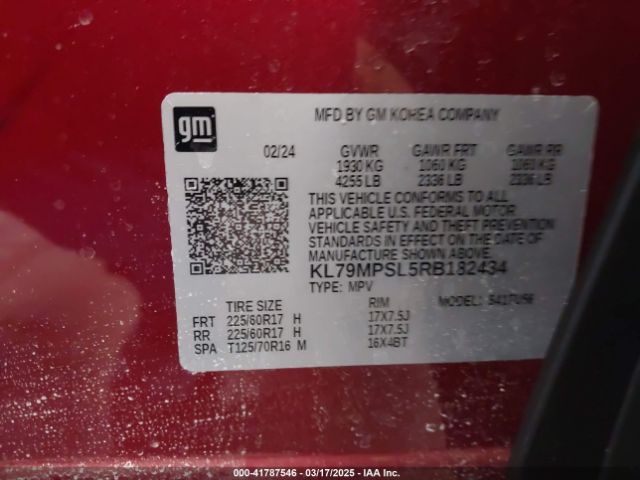 gm
MFD BY GM KOREA COMPANY
02/24 GVWR GAWR FRT GAWR RR
1930 KG 1060 KG 1060 KG
4255 LB 2336 LB 2336 LB
THIS VEHICLE CONFORMS TO ALL
APPLICABLE U.S. FEDERAL MOTOR
VEHICLE SAFETY AND THEFT PREVENTION
STANDARDS IN EFFECT ON THE DATE OF
MANUFACTURE SHOWN ABOVE.
KL79MPSL5RB182434
TYPE: MPV MODEL:
TIRE SIZE RIM
FRT 225/60R17 H 17X7.5J
RR 225/60R17 H 17X7.5J
SPA T125/70R16 M 16X4BT
000-41787546 - 03/17/2025 - IAA Inc.